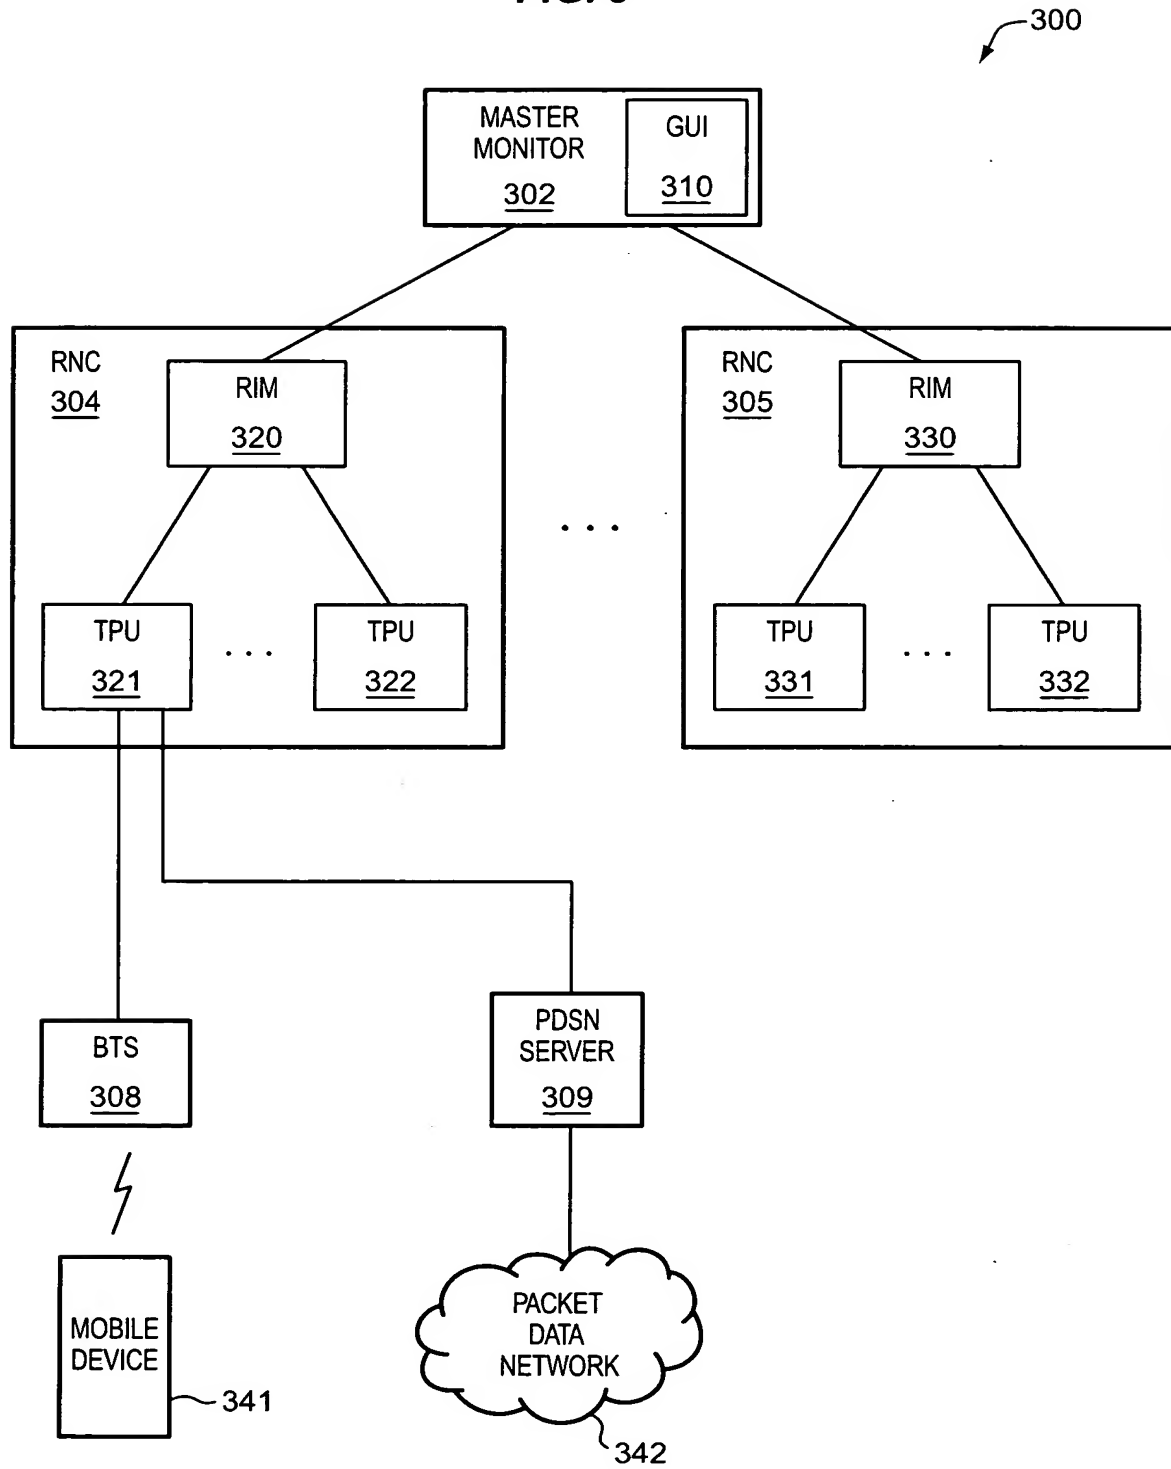 300
MASTER
MONITOR
302
GUI
310
RNC
304
RIM
320
RNC
305
RIM
330
. . .
TPU
321
. . .
TPU
322
TPU
331
. . .
TPU
332
BTS
308
PDSN
SERVER
309
MOBILE
DEVICE
341
PACKET
DATA
NETWORK
342